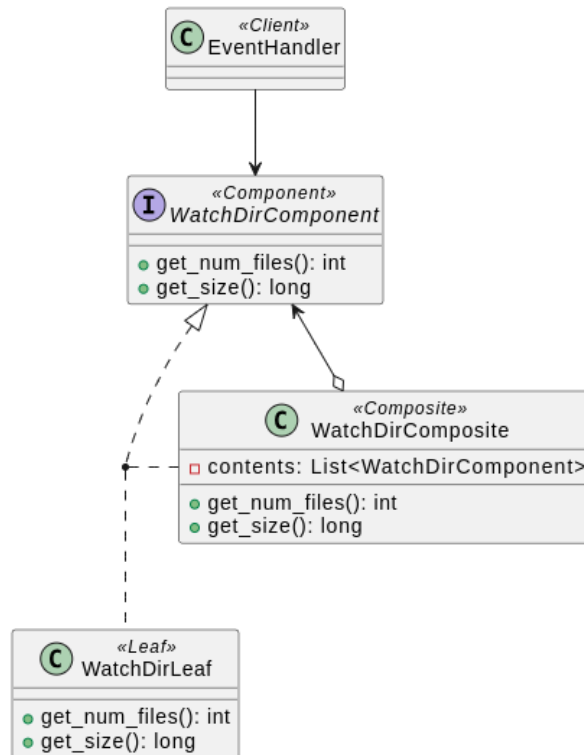 C
«Client»
EventHandler
I
«Component»
WatchDirComponent
get_num_files(): int
get_size(): long
C
«Composite»
WatchDirComposite
contents: List<WatchDirComponent>
get_num_files(): int
get_size(): long
C
«Leaf»
WatchDirLeaf
get_num_files(): int
get_size(): long